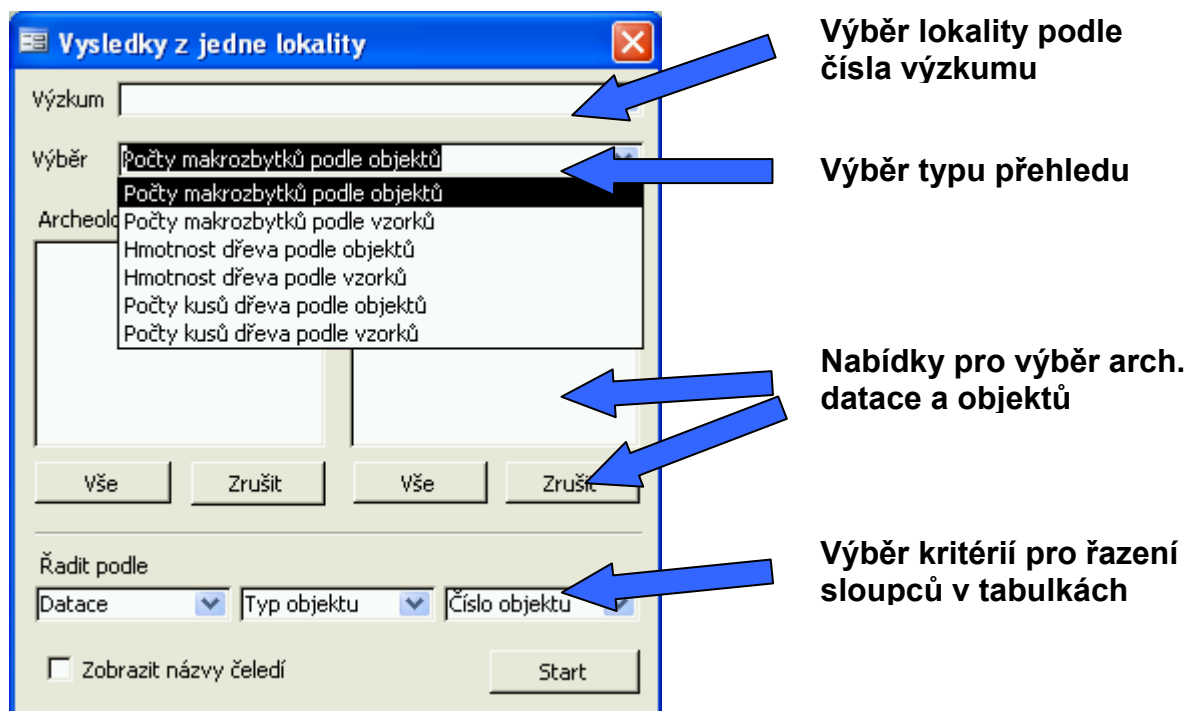 Vysledky z jedne lokality
Výběr lokality podle
čísla výzkumu
Výzkum
Výběr
Počty makrozbytků podle objektů
Výběr typu přehledu
Počty makrozbytků podle objektů
Počty makrozbytků podle vzorků
Hmotnost dřeva podle objektů
Hmotnost dřeva podle vzorků
Počty kusů dřeva podle objektů
Počty kusů dřeva podle vzorků
Nabídky pro výběr arch.
datace a objektů
Vše
Zrušit
Vše
Zrušit
Výběr kritérií pro řazení
sloupců v tabulkách
Řadit podle
Datace
Typ objektu
Číslo objektu
Zobrazit názvy čeledí
Start